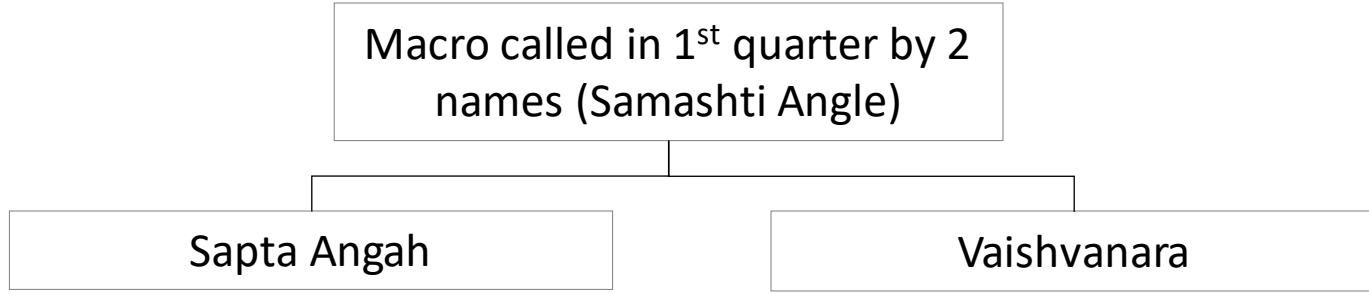 Macro called in 1st quarter by 2
names (Samashti Angle)
Sapta Angah
Vaishvanara